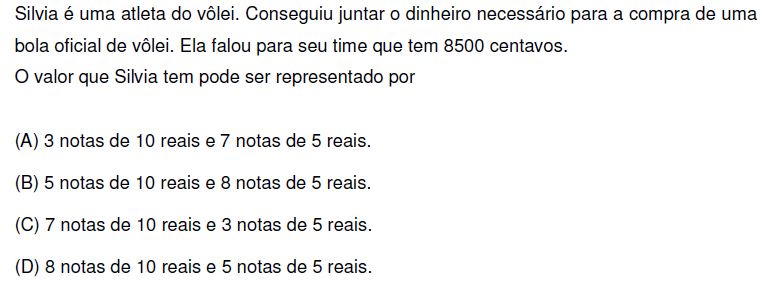 Silvia é uma atleta do vôlei. Conseguiu juntar o dinheiro necessário para a compra de uma
bola oficial de vôlei. Ela falou para seu time que tem 8500 centavos.
O valor que Silvia tem pode ser representado por
(A) 3 notas de 10 reais e 7 notas de 5 reais.
(B) 5 notas de 10 reais e 8 notas de 5 reais.
(C) 7 notas de 10 reais e 3 notas de 5 reais.
(D) 8 notas de 10 reais e 5 notas de 5 reais.